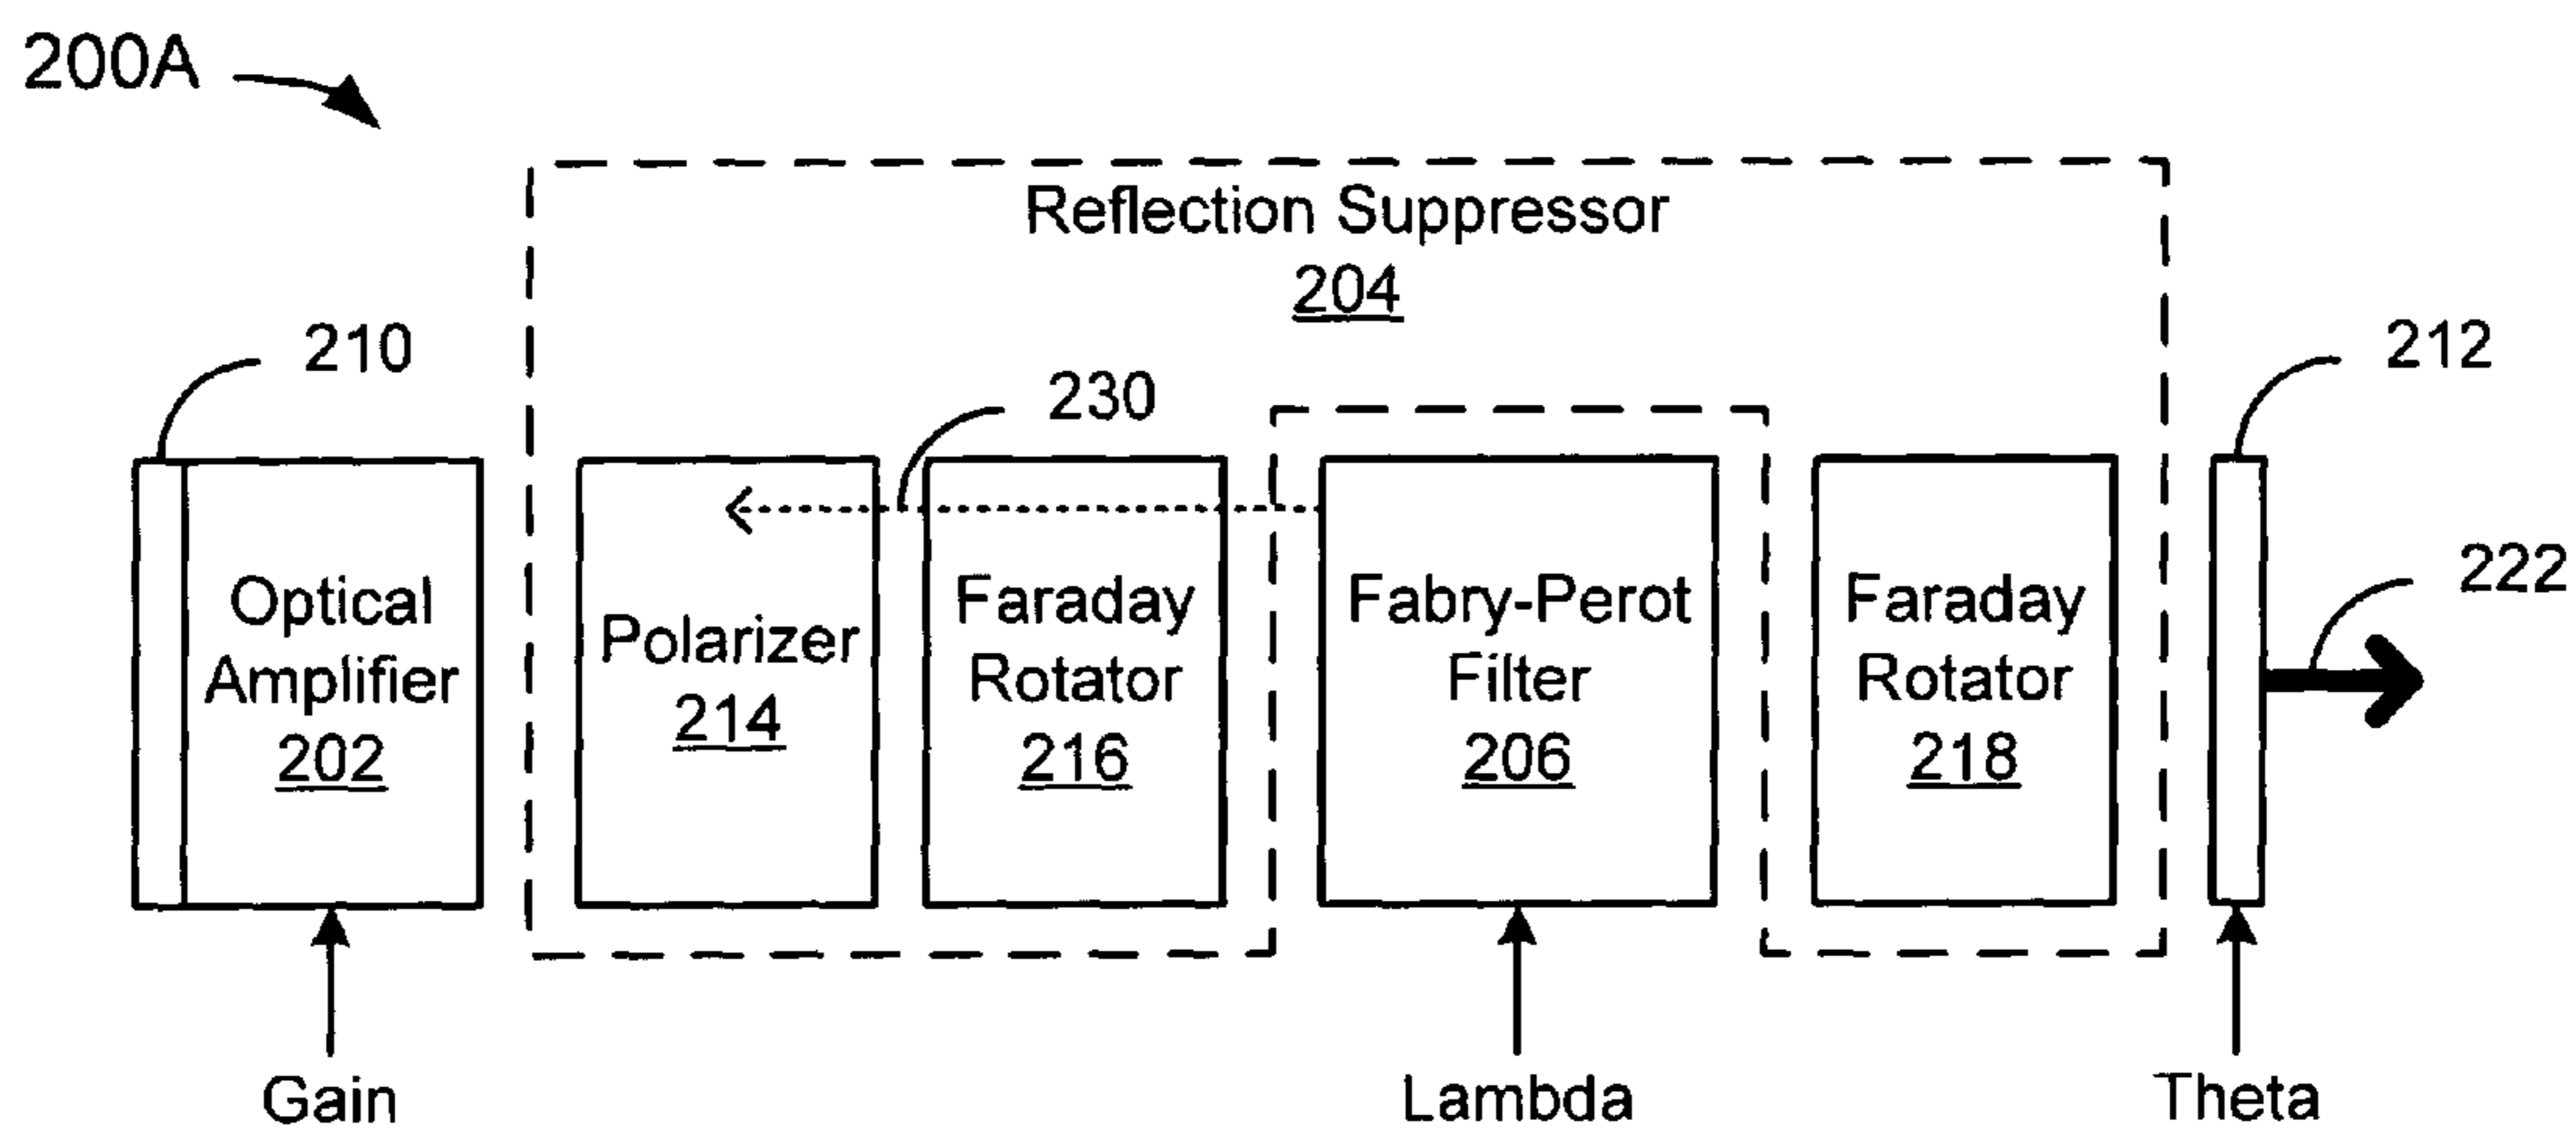 200A
Reflection Suppressor
204
210
230
212
222
Optical
Amplifier
202
Polarizer
214
Faraday
Rotator
216
Fabry-Perot
Filter
206
Faraday
Rotator
218
Gain
Lambda
Theta